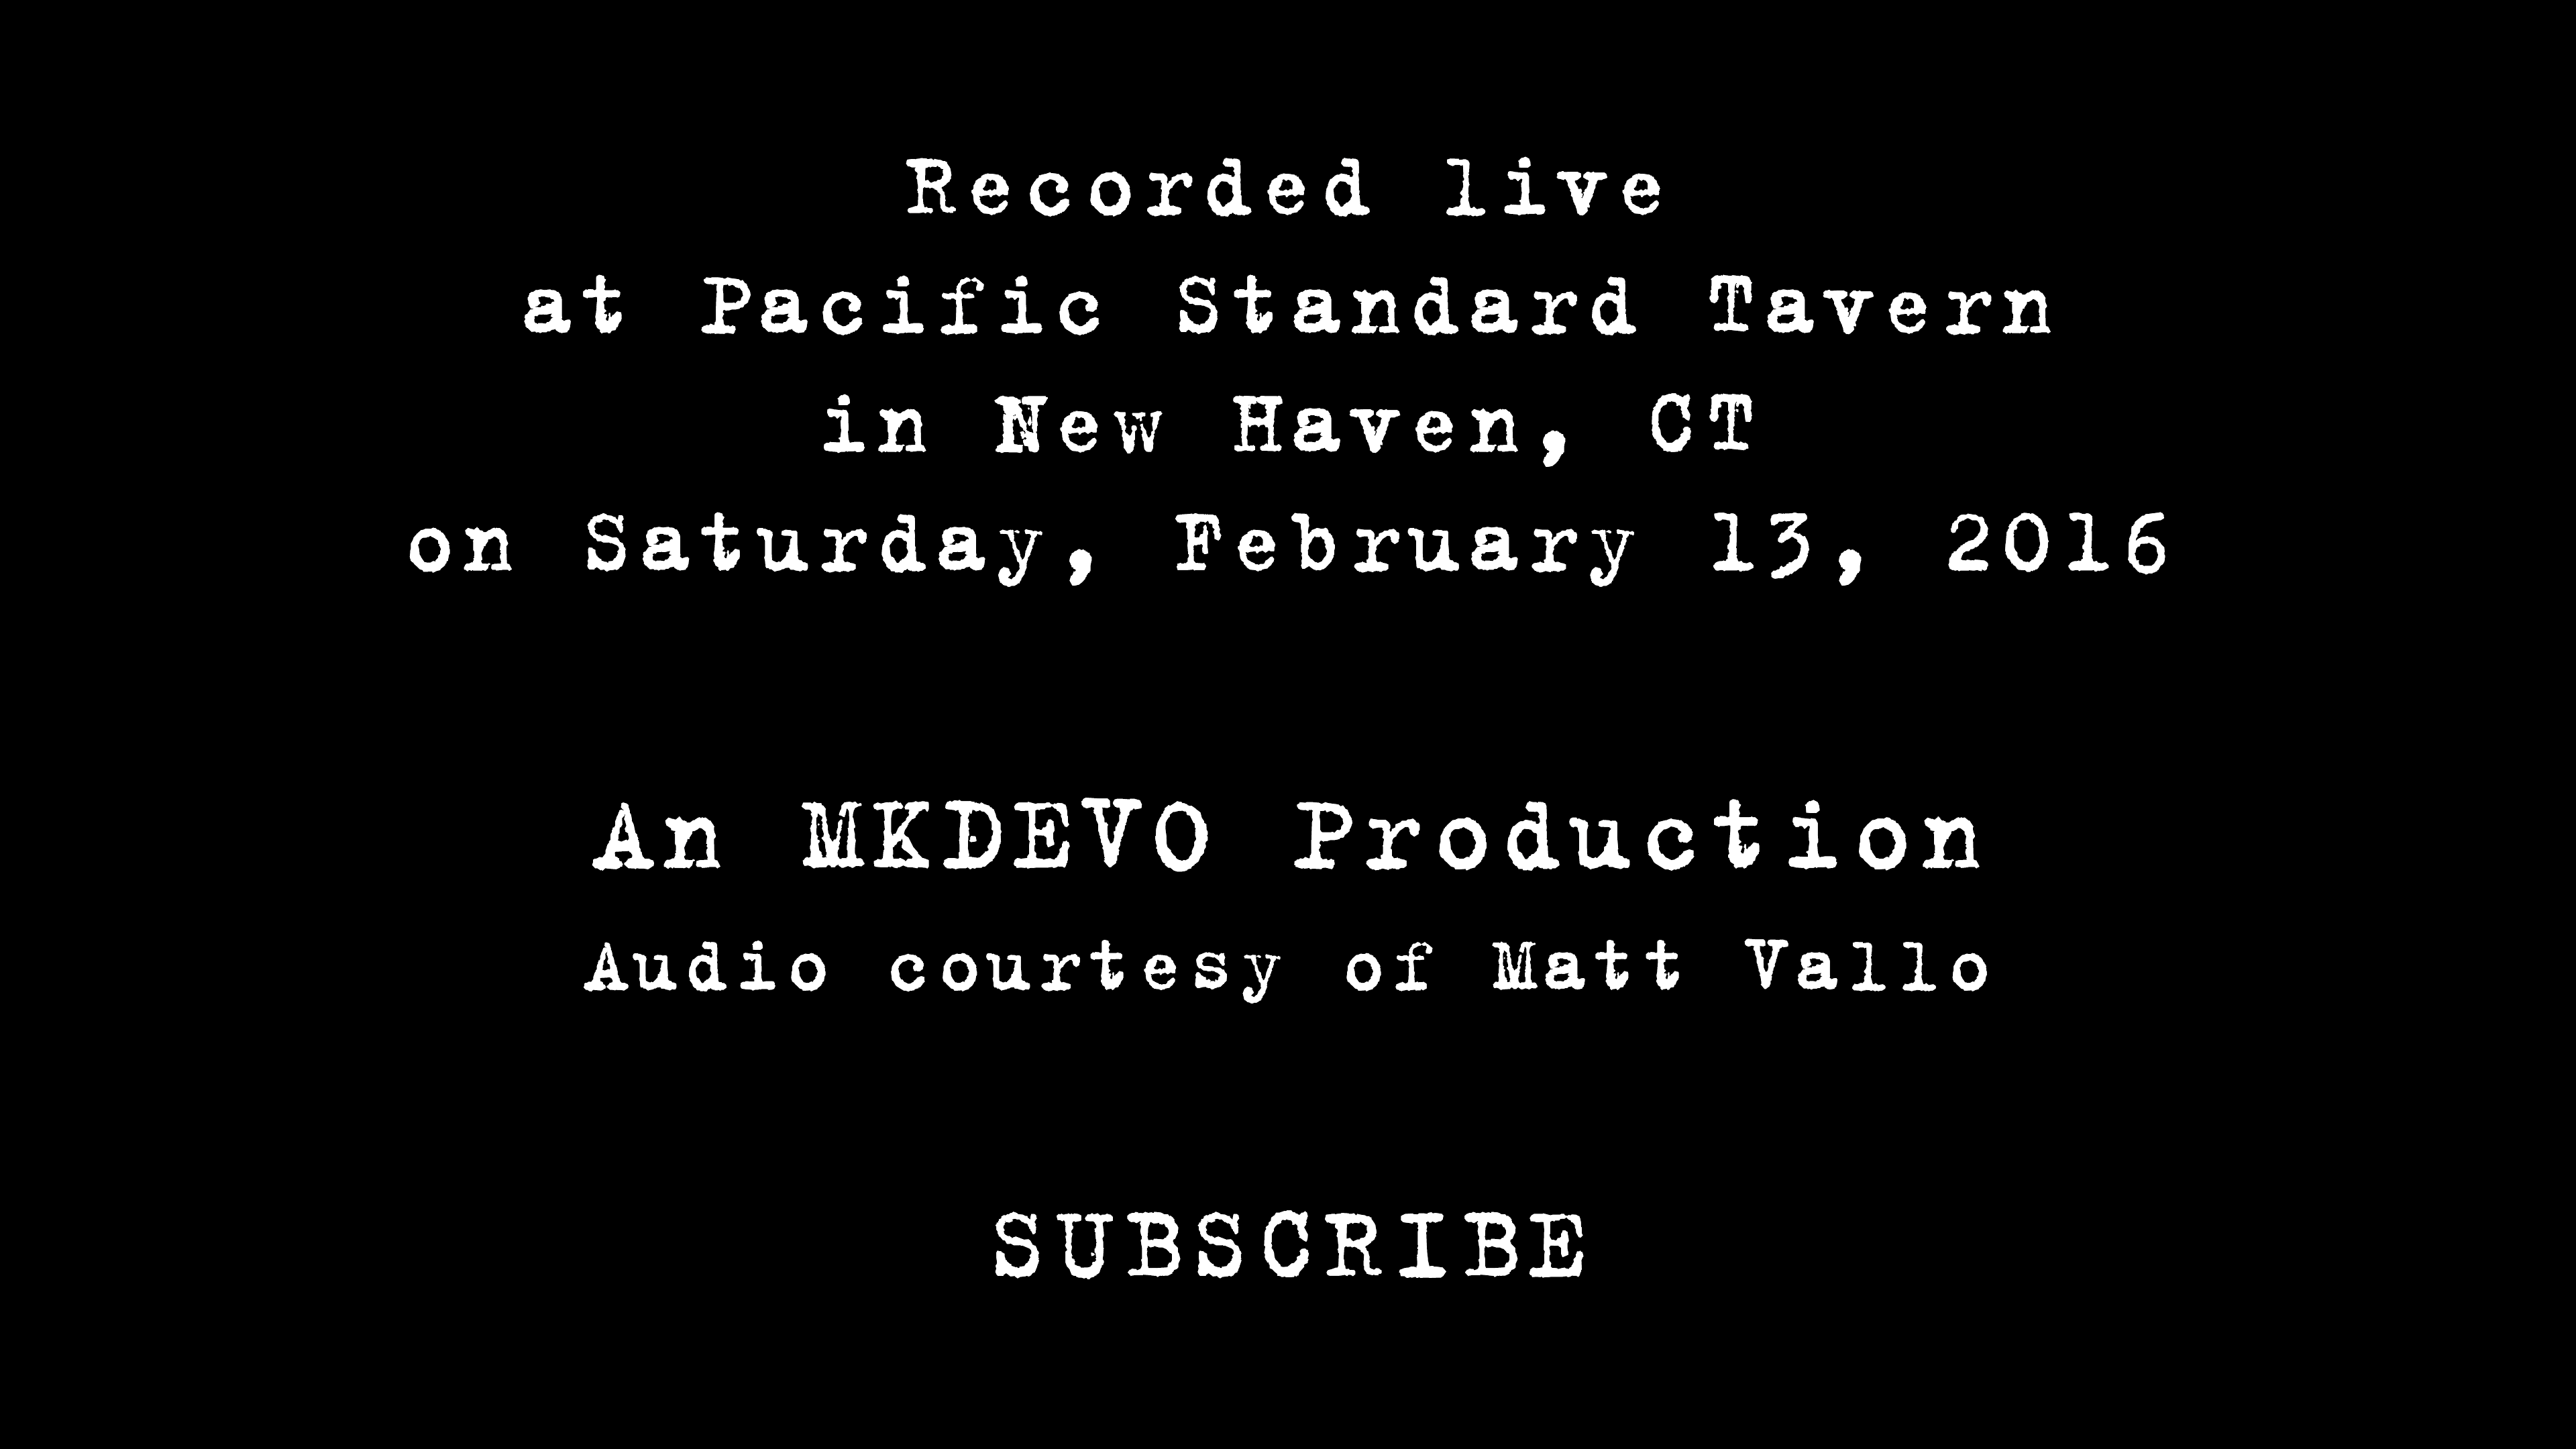 Recorded live
at Pacific Standard Tavern
in New Haven, CT
on Saturday, February 13, 2016
An MKDEVO Production
Audio courtesy of Matt Vallo
SUBSCRIBE